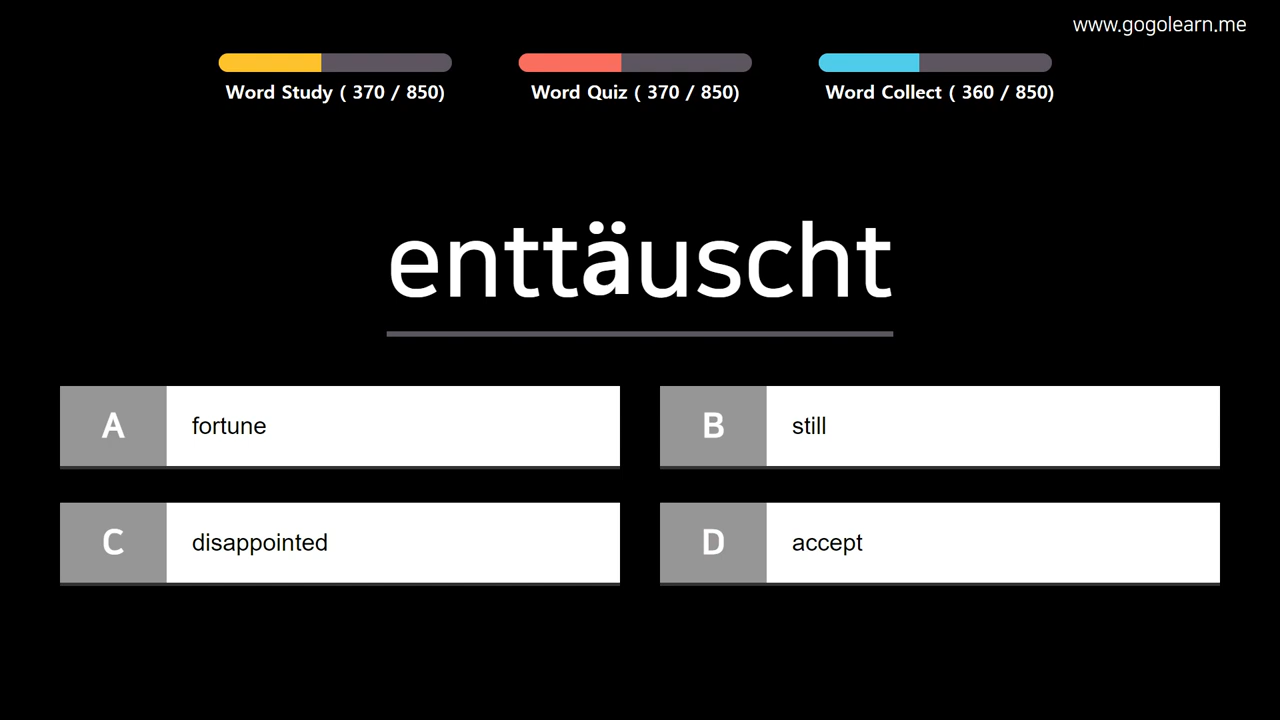 www.gogolearn.me
Word Study ( 370 / 850)
Word Quiz ( 370 / 850)
Word Collect ( 360 / 850)
enttäuscht
A fortune
B still
C disappointed
D accept